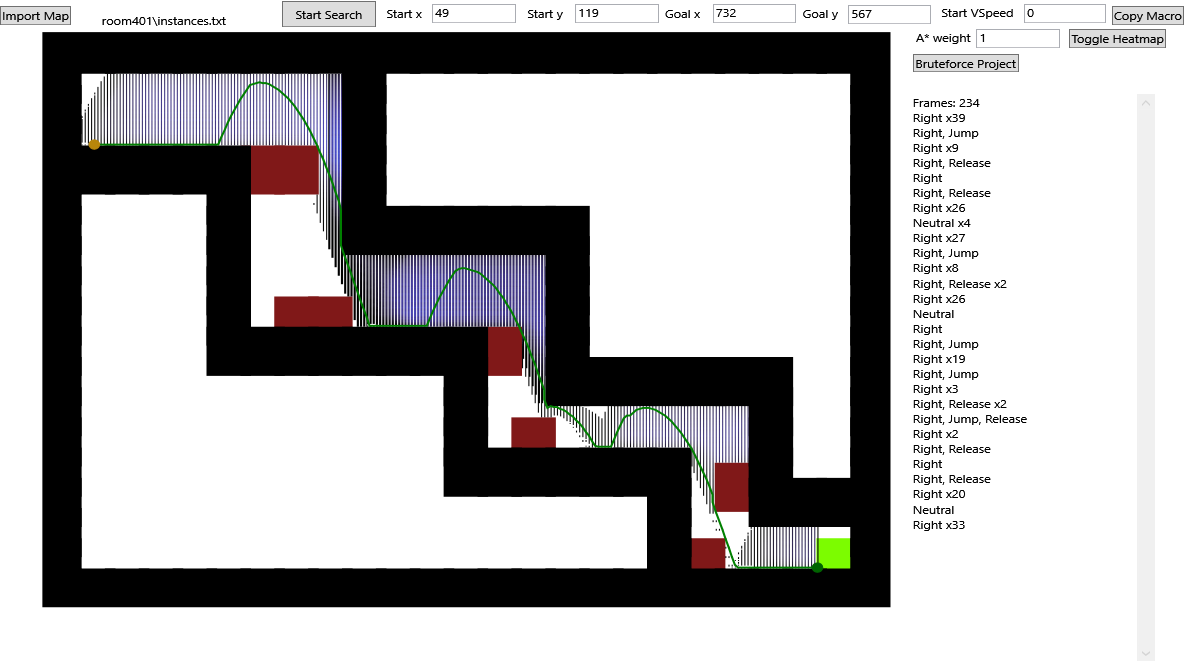 Import Map
room401\instances.txt
Start Search
Start x 49
Start y 119
Goal x 732
Goal y 567
Start VSpeed 0
Copy Macro
A* weight 1
Toggle Heatmap
Bruteforce Project
Frames: 234
Right x39
Right, Jump
Right x9
Right, Release
Right
Right, Release
Right x26
Neutral x4
Right x27
Right, Jump
Right x8
Right, Release x2
Right x26
Neutral
Right
Right, Jump
Right x19
Right, Jump
Right x3
Right, Release x2
Right, Jump, Release
Right x2
Right, Release
Right
Right, Release
Right x20
Neutral
Right x33